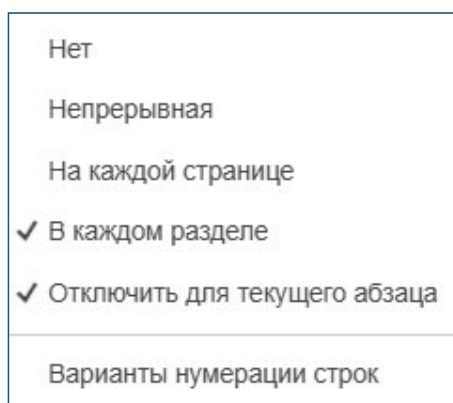 Нет
Непрерывная
На каждой странице
В каждом разделе
Отключить для текущего абзаца
Варианты нумерации строк